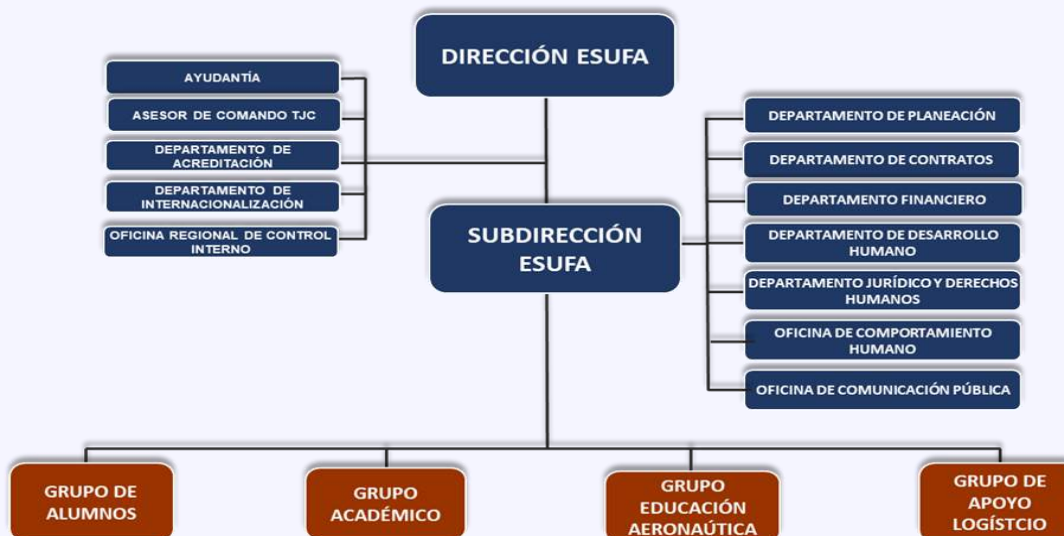 DIRECCIÓN ESUFA
AYUDANTÍA
ASESOR DE COMANDO TJC
DEPARTAMENTO DE
ACREDITACIÓN
DEPARTAMENTO DE
INTERNACIONALIZACIÓN
OFICINA REGIONAL DE CONTROL
INTERNO
SUBDIRECCIÓN
ESUFA
DEPARTAMENTO DE PLANEACIÓN
DEPARTAMENTO DE CONTRATOS
DEPARTAMENTO FINANCIERO
DEPARTAMENTO DE DESARROLLO
HUMANO
DEPARTAMENTO JURÍDICO Y DERECHOS
HUMANOS
OFICINA DE COMPORTAMIENTO
HUMANO
OFICINA DE COMUNICACIÓN PÚBLICA
GRUPO DE
ALUMNOS
GRUPO
ACADÉMICO
GRUPO
EDUCACIÓN
AERONAÚTICA
GRUPO DE
APOYO
LOGÍSTCIO